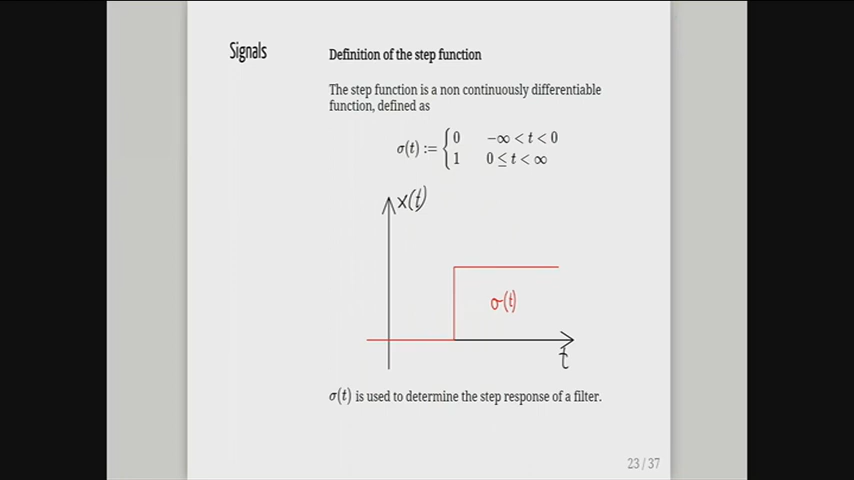 Signals
Definition of the step function
The step function is a non continuously differentiable
function, defined as
σ(t) := { 0 −∞ < t < 0
1 0 ≤ t < ∞
x(t)
σ(t)
t
σ(t) is used to determine the step response of a filter.
23 / 37